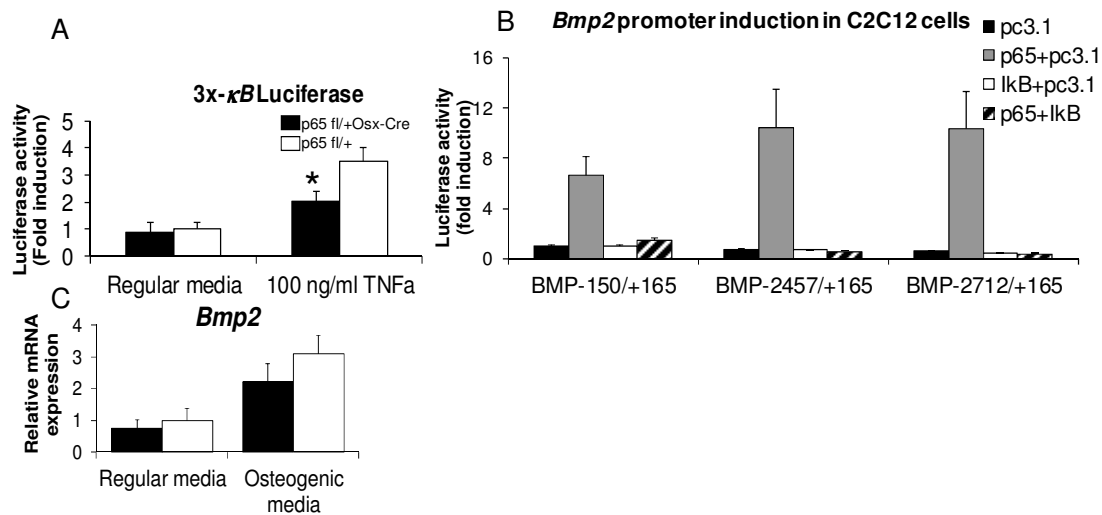 A
3x-κB Luciferase
p65 fl/+Osx-Cre
p65 fl/+
Luciferase activity
(Fold induction)
5
4
3
2
1
0
*
Regular media
100 ng/ml TNFa
B
Bmp2 promoter induction in C2C12 cells
pc3.1
p65+pc3.1
IkB+pc3.1
p65+IkB
Luciferase activity
(fold induction)
16
12
8
4
0
BMP-150/+165
BMP-2457/+165
BMP-2712/+165
C
Bmp2
Relative mRNA
expression
4
3
2
1
0
Regular media
Osteogenic
media